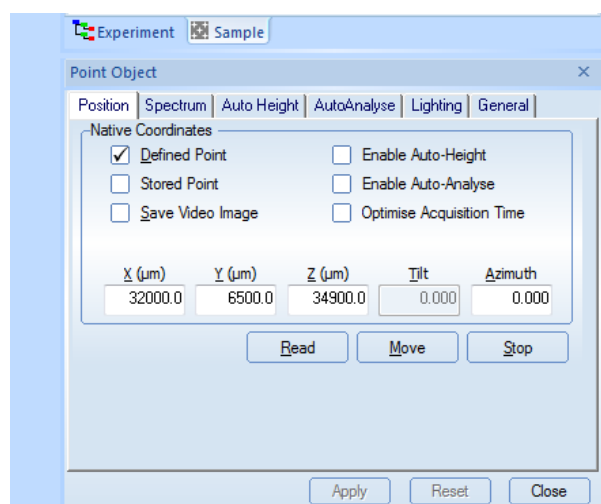 Experiment Sample
Point Object
Position Spectrum Auto Height AutoAnalyse Lighting General
Native Coordinates
Defined Point Enable Auto-Height
Stored Point Enable Auto-Analyse
Save Video Image Optimise Acquisition Time
X (µm) Y (µm) Z (µm) Tilt Azimuth
32000.0 6500.0 34900.0 0.000 0.000
Read Move Stop
Apply Reset Close